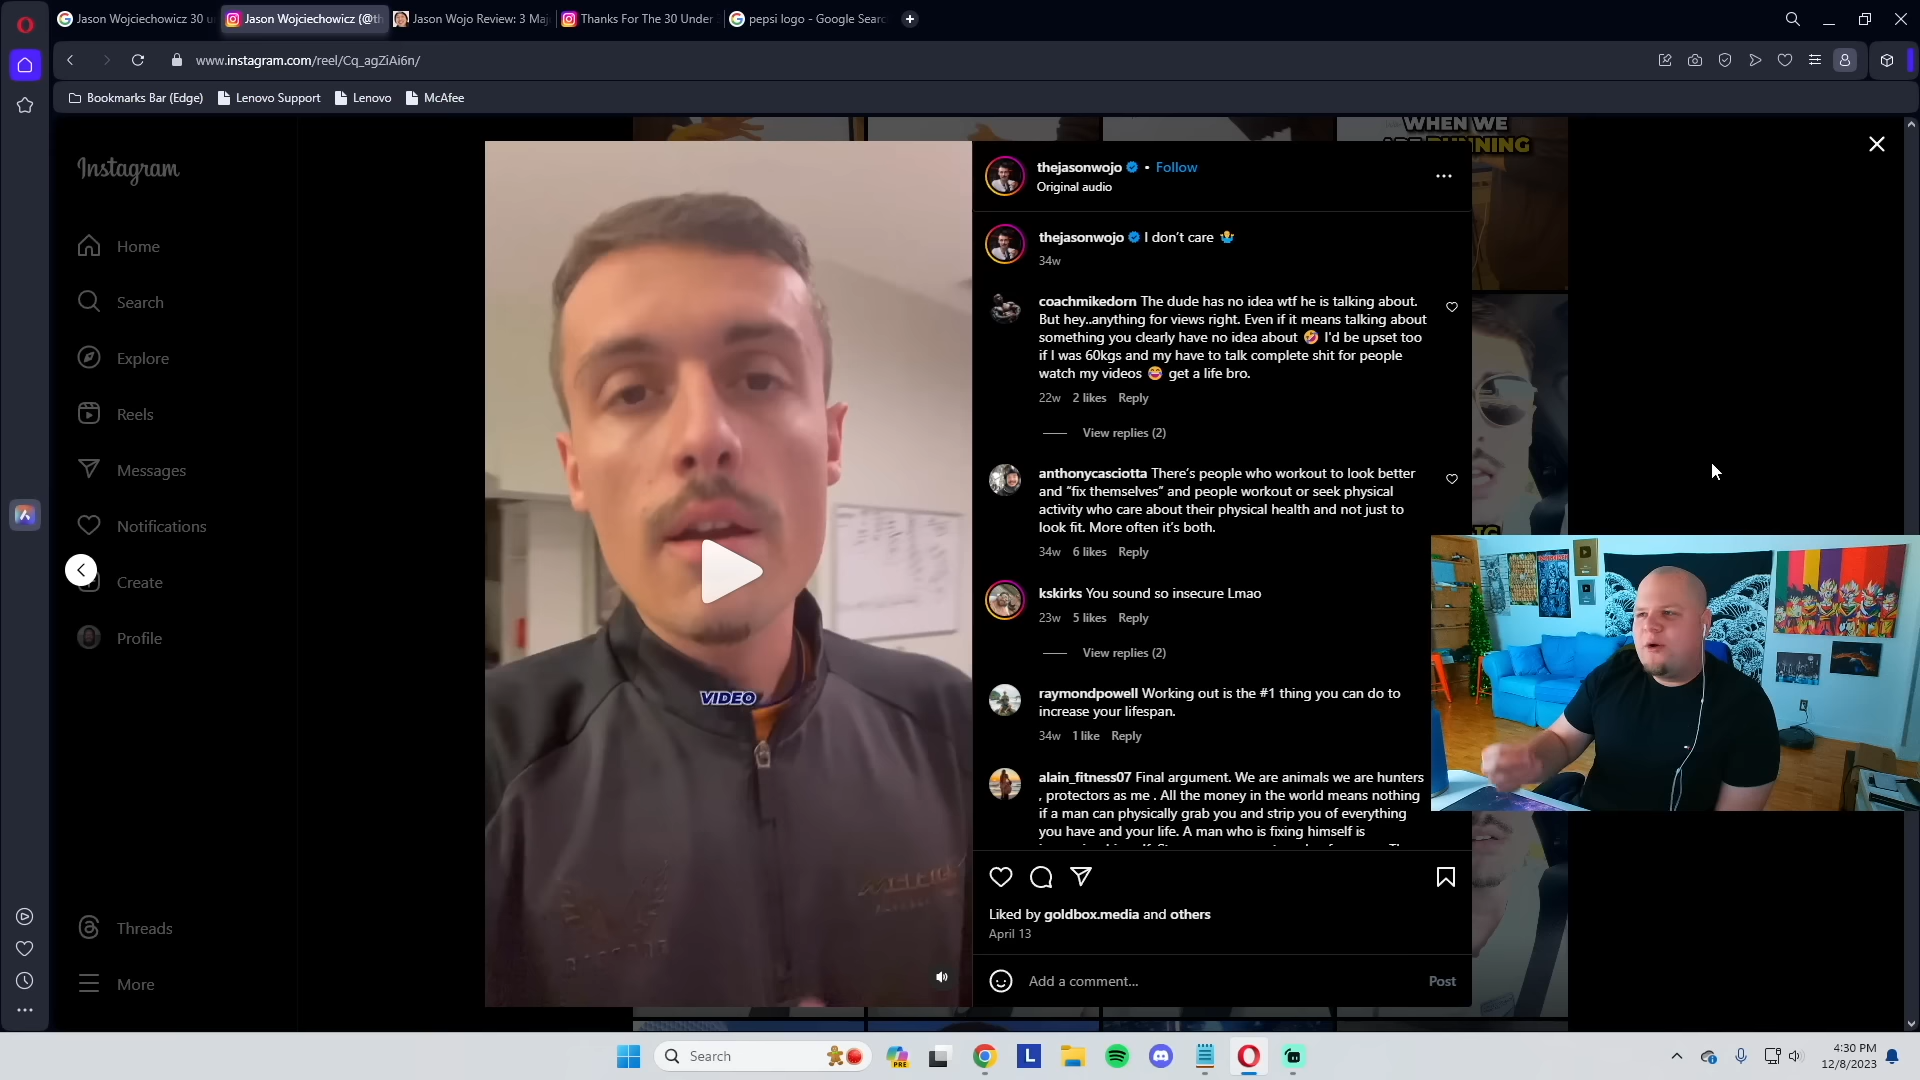 Jason Wojciechowicz 30 u
Jason Wojciechowicz (@th
Jason Wojo Review: 3 Maj
Thanks For The 30 Under
pepsi logo - Google Searc
www.instagram.com/reel/Cq_agZiAi6n/
Bookmarks Bar (Edge)
Lenovo Support
Lenovo
McAfee
Instagram
Home
Search
Explore
Reels
Messages
Notifications
Create
Profile
Threads
More
WHEN WE
ARE RUNNING
VIDEO
thejasonwojo • Follow
Original audio
···
thejasonwojo I don't care 🤷‍♂️
34w
coachmikedorn The dude has no idea wtf he is talking about.
But hey..anything for views right. Even if it means talking about
something you clearly have no idea about 🤣 I'd be upset too
if I was 60kgs and my have to talk complete shit for people
watch my videos 😂 get a life bro.
22w 2 likes Reply
View replies (2)
anthonycasciotta There's people who workout to look better
and “fix themselves” and people workout or seek physical
activity who care about their physical health and not just to
look fit. More often it's both.
34w 6 likes Reply
kskirks You sound so insecure Lmao
23w 5 likes Reply
View replies (2)
raymondpowell Working out is the #1 thing you can do to
increase your lifespan.
34w 1 like Reply
alain_fitness07 Final argument. We are animals we are hunters
, protectors as me . All the money in the world means nothing
if a man can physically grab you and strip you of everything
you have and your life. A man who is fixing himself is
Liked by goldbox.media and others
April 13
Add a comment...
Post
Search
PRE
L
4:30 PM
12/8/2023